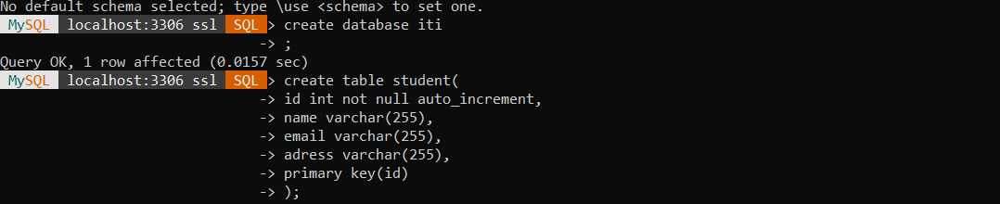 No default schema selected; type \use <schema> to set one.
MySQL localhost:3306 ssl SQL > create database iti
-> ;
Query OK, 1 row affected (0.0157 sec)
MySQL localhost:3306 ssl SQL > create table student(
-> id int not null auto_increment,
-> name varchar(255),
-> email varchar(255),
-> adress varchar(255),
-> primary key(id)
-> );